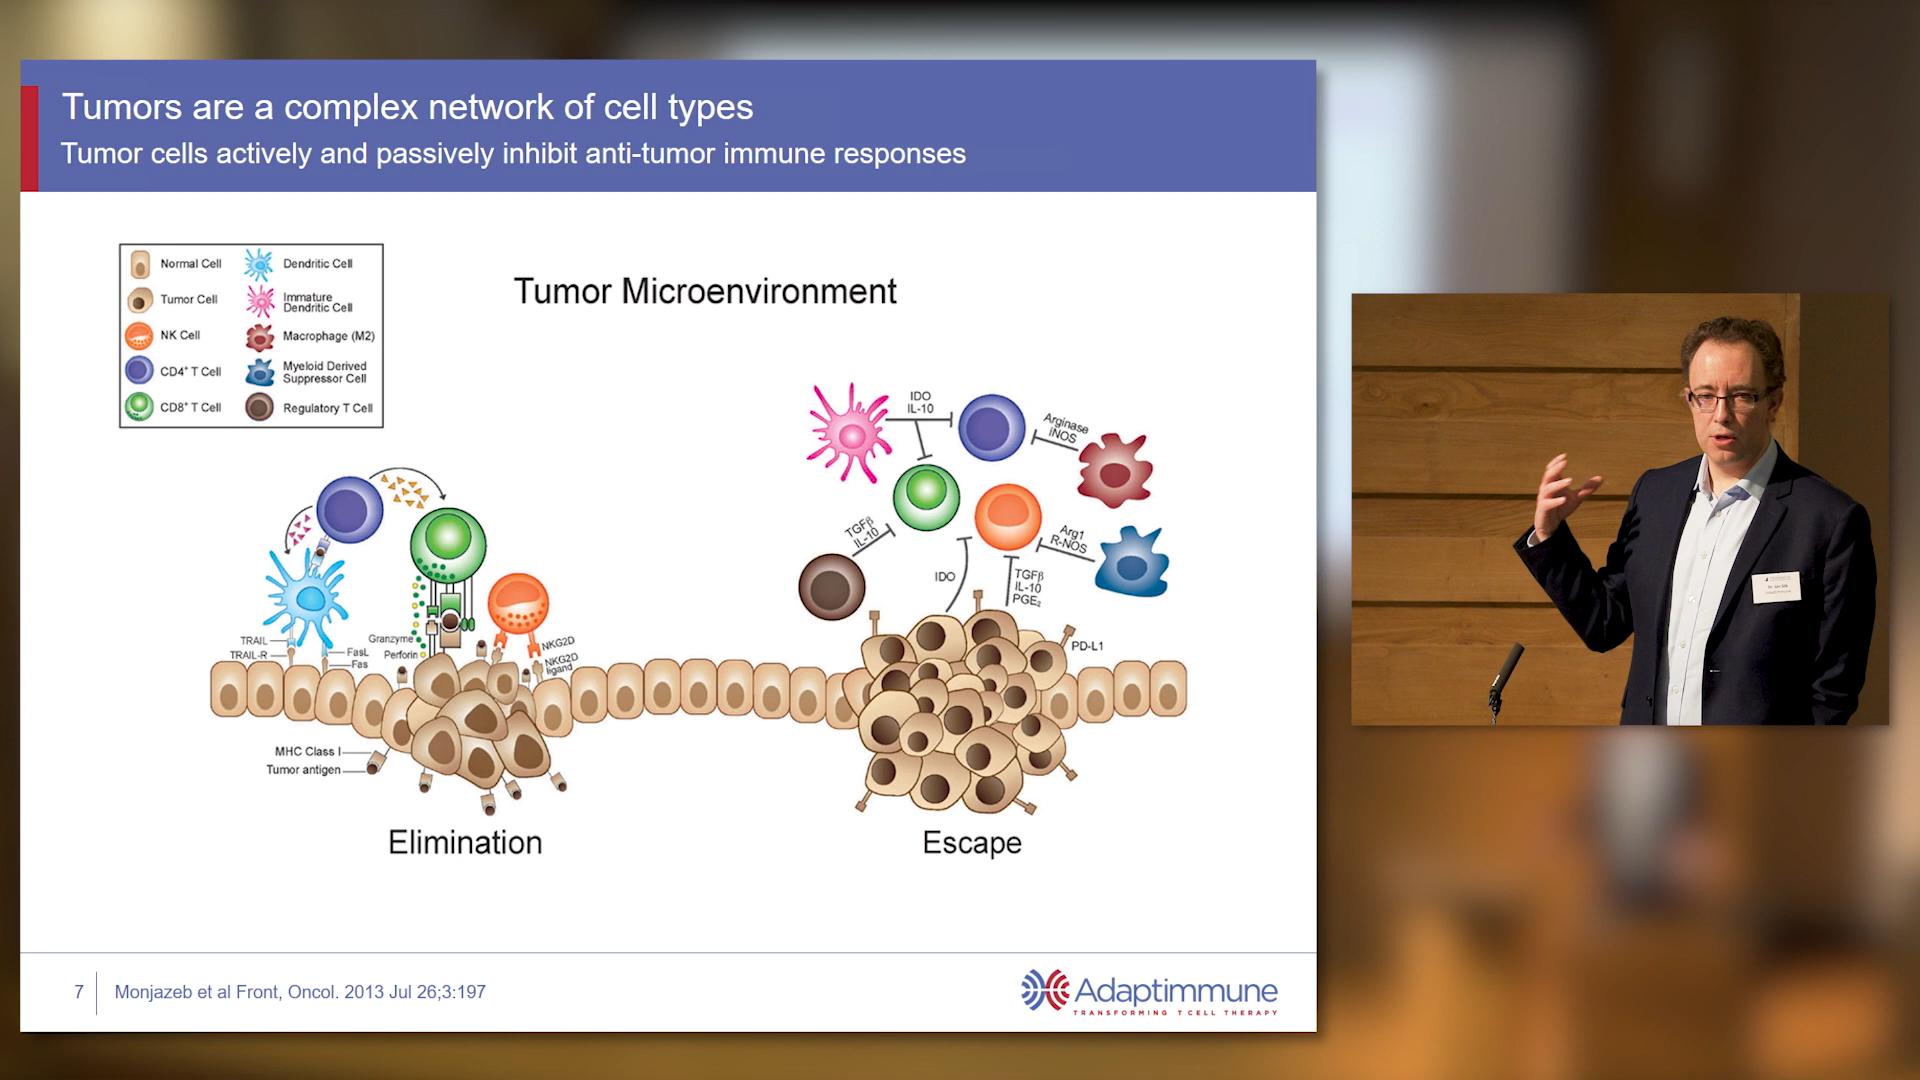 Tumors are a complex network of cell types
Tumor cells actively and passively inhibit anti-tumor immune responses
Normal Cell
Tumor Cell
NK Cell
CD4⁺ T Cell
CD8⁺ T Cell
Dendritic Cell
Immature
Dendritic Cell
Macrophage (M2)
Myeloid Derived
Suppressor Cell
Regulatory T Cell
Tumor Microenvironment
TRAIL
TRAIL-R
FasL
Fas
Granzyme
Perforin
NKG2D
NKG2D
ligand
MHC Class I
Tumor antigen
Elimination
IDO
IL-10
Arginase
iNOS
TGFβ
IL-10
Arg1
R-NOS
IDO
TGFβ
IL-10
PGE₂
PD-L1
Escape
7
Monjazeb et al Front, Oncol. 2013 Jul 26;3:197
Adaptimmune
TRANSFORMING T CELL THERAPY